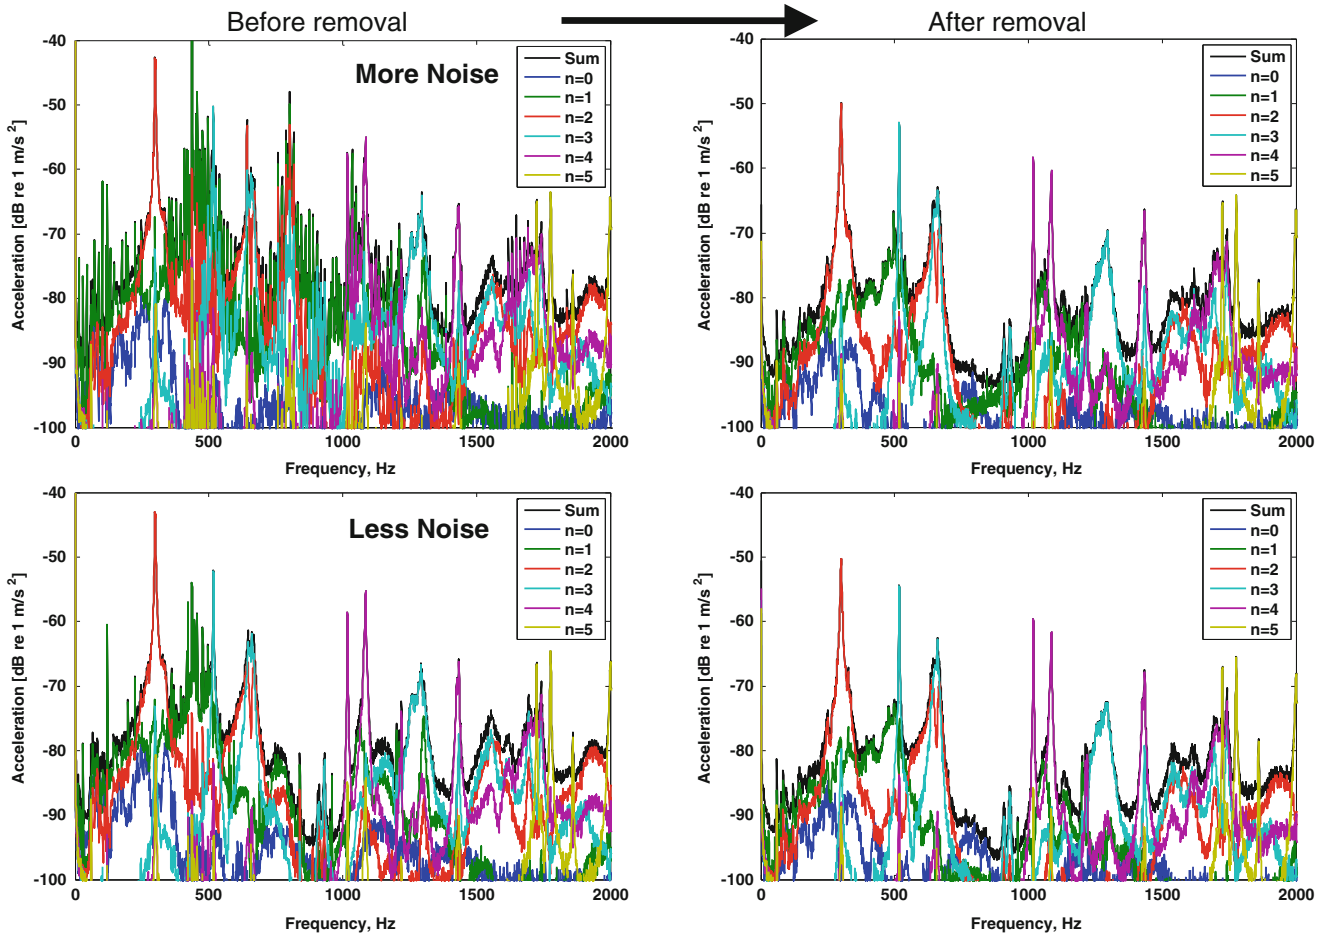 Before removal
After removal
-40
-50
-60
-70
-80
-90
-100
Acceleration [dB re 1 m/s ²]
More Noise
Sum
n=0
n=1
n=2
n=3
n=4
n=5
0
500
1000
1500
2000
Frequency, Hz
-40
-50
-60
-70
-80
-90
-100
Acceleration [dB re 1 m/s ²]
Sum
n=0
n=1
n=2
n=3
n=4
n=5
0
500
1000
1500
2000
Frequency, Hz
-40
-50
-60
-70
-80
-90
-100
Acceleration [dB re 1 m/s ²]
Less Noise
Sum
n=0
n=1
n=2
n=3
n=4
n=5
0
500
1000
1500
2000
Frequency, Hz
-40
-50
-60
-70
-80
-90
-100
Acceleration [dB re 1 m/s ²]
Sum
n=0
n=1
n=2
n=3
n=4
n=5
0
500
1000
1500
2000
Frequency, Hz